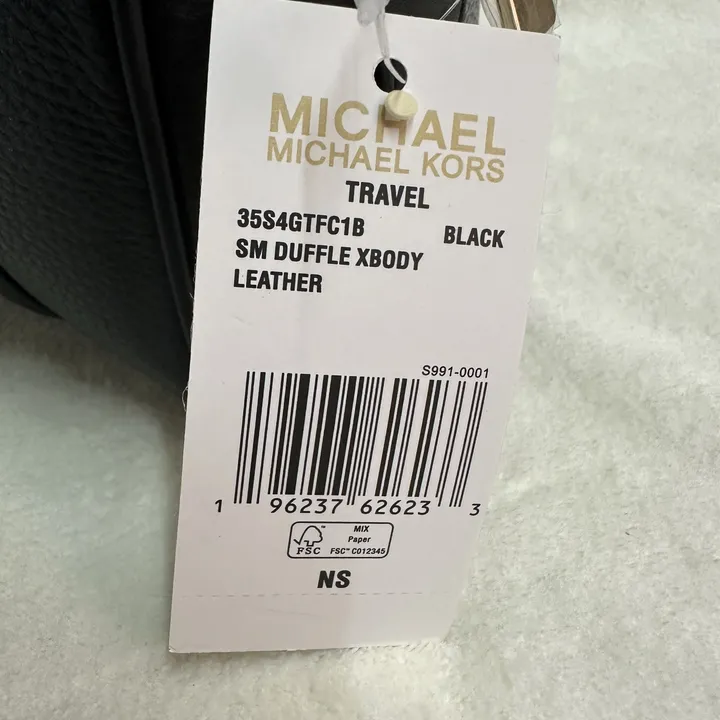 MICHAEL
MICHAEL KORS
TRAVEL
35S4GTFC1B BLACK
SM DUFFLE XBODY
LEATHER
S991-0001
1 96237 62623 3
FSC™ MIX
Paper
FSC™ C012345
NS